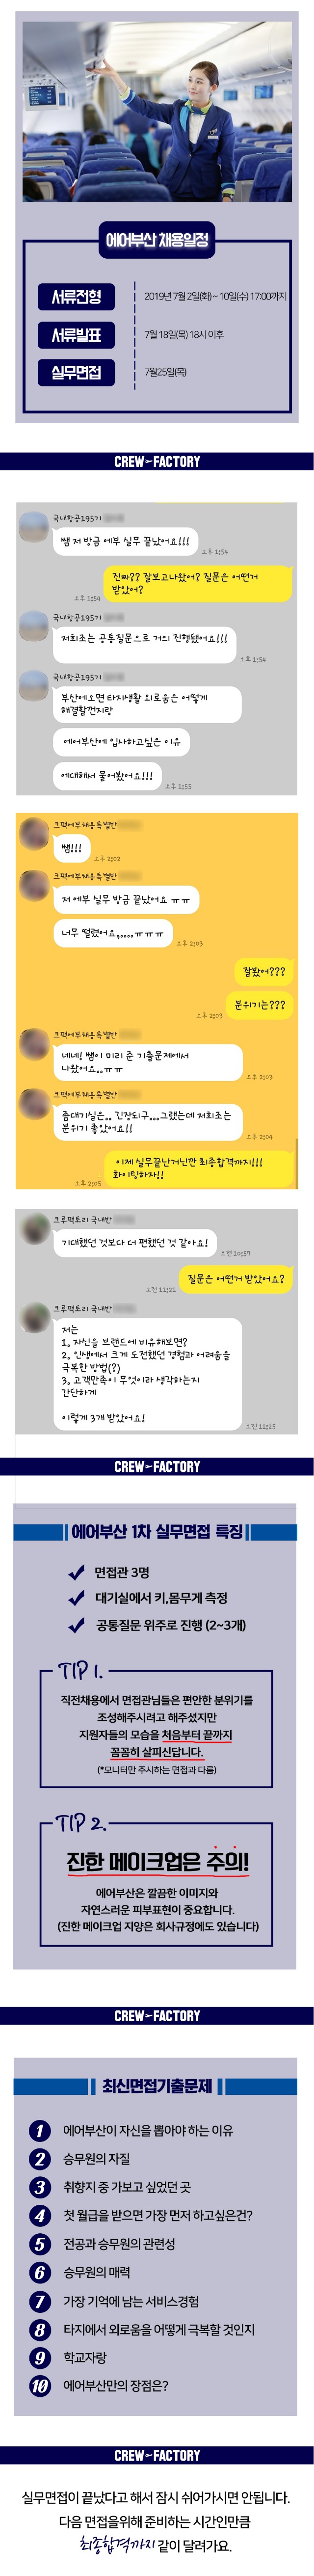 에어부산 채용일정
서류전형
2019년 7월 2일(화) ~ 10일(수) 17:00까지
서류발표
7월 18일(목) 18시 이후
실무면접
7월25일(목)
CREW FACTORY
국내항공195기
쌤 저 방금 에부 실무 끝났어요!!!
오후 1:54
진짜?? 잘보고나왔어? 질문은 어떤거
받았어?
오후 1:54
국내항공195기
저희조는 공통질문으로 거의 진행됐어요!!!
오후 1:54
국내항공195기
부산에오면 타지생활 외로움은 어떻게
해결할껀지랑
에어부산에 입사하고싶은 이유
에대해서 물어봤어요!!!
오후 1:55
크팩에부채용특별반
쌤!!!
오후 2:02
크팩에부채용특별반
저 에부 실무 방금 끝났어요 ㅠㅠ
너무 떨렸어요,....ㅠㅠㅠ
오후 2:03
잘봤어???
분위기는???
오후 2:03
크팩에부채용특별반
네네! 쌤이 미리 준 기출문제에서
나왔어요,,ㅠㅠ
오후 2:03
크팩에부채용특별반
좀대기실은,, 긴장되구,,,그랬는데 저희조는
분위기 좋았어요!!
오후 2:04
이제 실무끝난거닌깐 최종합격까지!!!
화이팅하자!!
오후 2:05
크루팩토리 국내반
기대했던 것보다 더 편했던 것 같아요!
오전 10:57
질문은 어떤거 받았어요?
오전 11:21
크루팩토리 국내반
저는
1. 자신을 브랜드에 비유해보면?
2. 인생에서 크게 도전했던 경험과 어려움을
극복한 방법(?)
3. 고객만족이 무엇이라 생각하는지
간단하게
이렇게 3개 받았어요!
오전 11:25
CREW FACTORY
에어부산 1차 실무면접 특징
면접관 3명
대기실에서 키,몸무게 측정
공통질문 위주로 진행 (2~3개)
TIP 1.
직전채용에서 면접관님들은 편안한 분위기를
조성해주시려고 해주셨지만
지원자들의 모습을 처음부터 끝까지
꼼꼼히 살피신답니다.
(*모니터만 주시하는 면접과 다름)
TIP 2.
진한 메이크업은 주의!
에어부산은 깔끔한 이미지와
자연스러운 피부표현이 중요합니다.
(진한 메이크업 지양은 회사규정에도 있습니다)
CREW FACTORY
최신면접기출문제
1 에어부산이 자신을 뽑아야 하는 이유
2 승무원의 자질
3 취항지 중 가보고 싶었던 곳
4 첫 월급을 받으면 가장 먼저 하고싶은건?
5 전공과 승무원의 관련성
6 승무원의 매력
7 가장 기억에 남는 서비스경험
8 타지에서 외로움을 어떻게 극복할 것인지
9 학교자랑
10 에어부산만의 장점은?
CREW FACTORY
실무면접이 끝났다고 해서 잠시 쉬어가시면 안됩니다.
다음 면접을위해 준비하는 시간인만큼
최종합격까지 같이 달려가요.